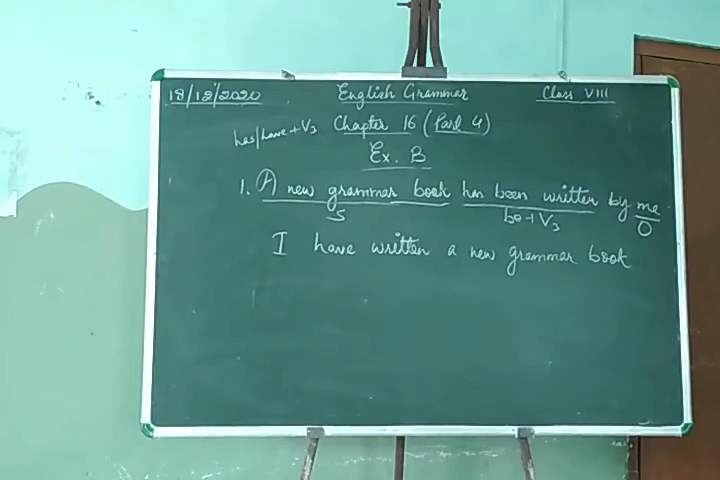 18/12/2020 English Grammar Class VIII
has/have + V3 Chapter 16 (Part 4)
Ex. B
1. A new grammar book has been written by me
S be + V3 O
I have written a new grammar book